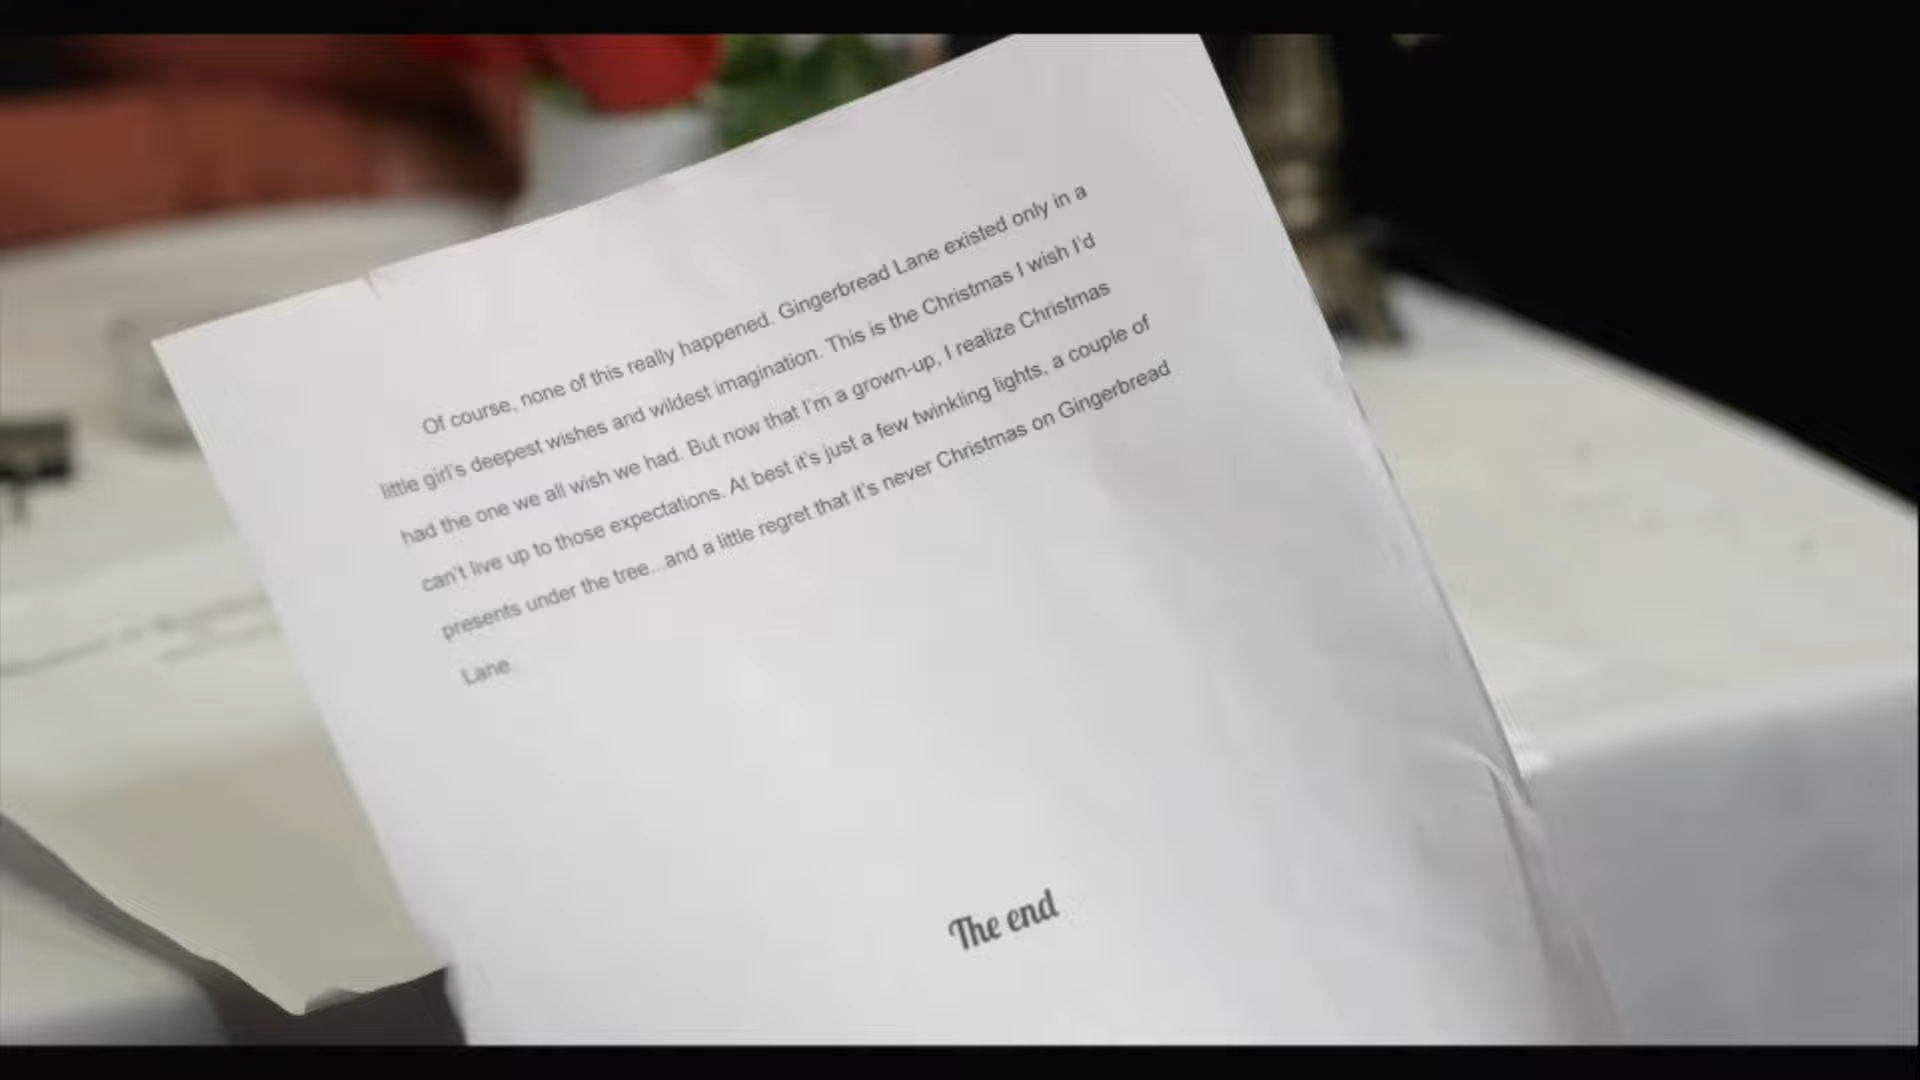 Of course, none of this really happened. Gingerbread Lane existed only in a
little girl's deepest wishes and wildest imagination. This is the Christmas I wish I'd
had the one we all wish we had. But now that I'm a grown-up, I realize Christmas
can't live up to those expectations. At best it's just a few twinkling lights, a couple of
presents under the tree...and a little regret that it's never Christmas on Gingerbread
Lane
The end